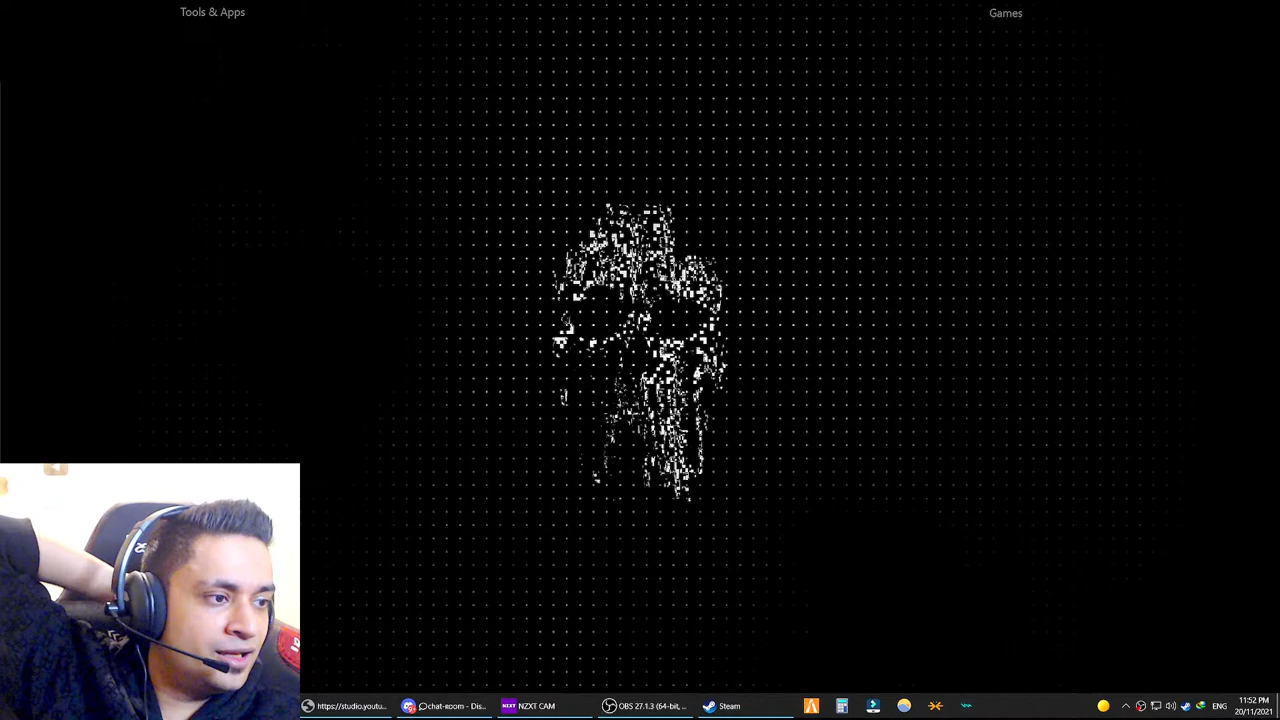 Tools & Apps
Games
https://studio.youtu...
chat-room - Dis...
NZXT CAM
OBS 27.1.3 (64-bit, ...
Steam
ENG
11:52 PM
20/11/2021